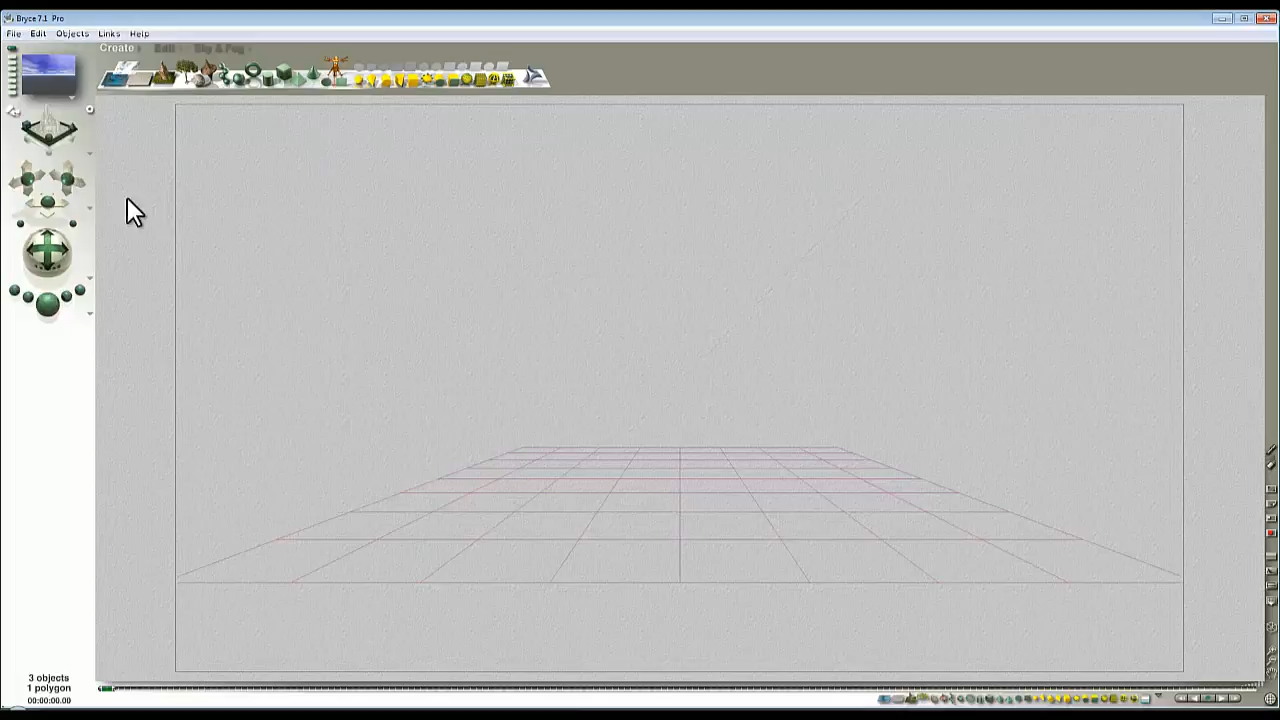 Bryce 7.1 Pro
File Edit Objects Links Help
Create Edit Sky & Fog
3 objects
1 polygon
00:00:00.00